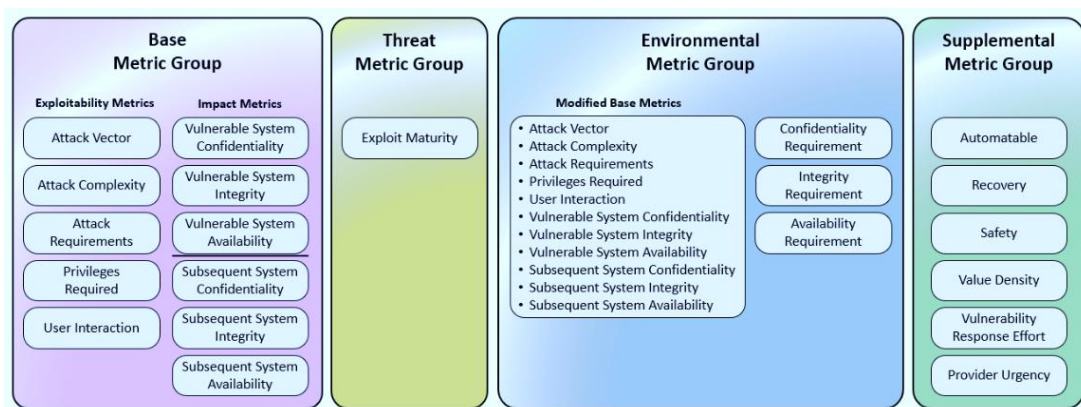 Base
Metric Group
Exploitability Metrics
Attack Vector
Attack Complexity
Attack
Requirements
Privileges
Required
User Interaction
Impact Metrics
Vulnerable System
Confidentiality
Vulnerable System
Integrity
Vulnerable System
Availability
Subsequent System
Confidentiality
Subsequent System
Integrity
Subsequent System
Availability
Threat
Metric Group
Exploit Maturity
Environmental
Metric Group
Modified Base Metrics
• Attack Vector
• Attack Complexity
• Attack Requirements
• Privileges Required
• User Interaction
• Vulnerable System Confidentiality
• Vulnerable System Integrity
• Vulnerable System Availability
• Subsequent System Confidentiality
• Subsequent System Integrity
• Subsequent System Availability
Confidentiality
Requirement
Integrity
Requirement
Availability
Requirement
Supplemental
Metric Group
Automatable
Recovery
Safety
Value Density
Vulnerability
Response Effort
Provider Urgency